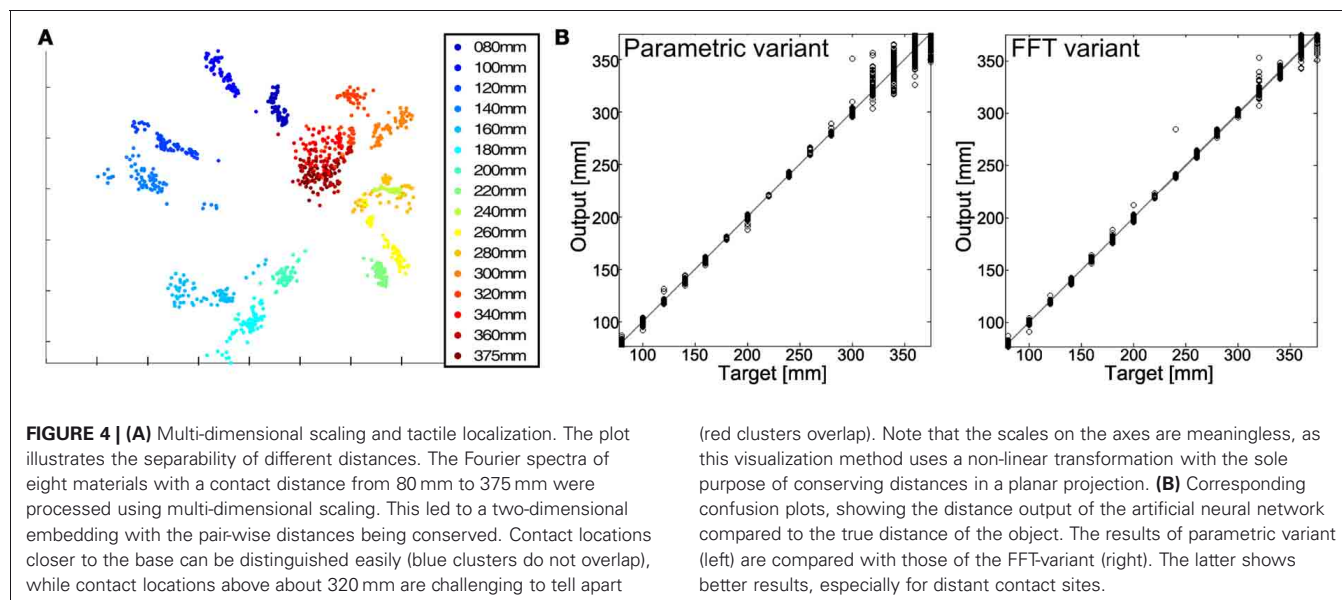 A
080mm
100mm
120mm
140mm
160mm
180mm
200mm
220mm
240mm
260mm
280mm
300mm
320mm
340mm
360mm
375mm
B
Parametric variant
Output [mm]
350
300
250
200
150
100
100 150 200 250 300 350
Target [mm]
FFT variant
Output [mm]
350
300
250
200
150
100
100 150 200 250 300 350
Target [mm]
FIGURE 4 | (A) Multi-dimensional scaling and tactile localization. The plot
illustrates the separability of different distances. The Fourier spectra of
eight materials with a contact distance from 80 mm to 375 mm were
processed using multi-dimensional scaling. This led to a two-dimensional
embedding with the pair-wise distances being conserved. Contact locations
closer to the base can be distinguished easily (blue clusters do not overlap),
while contact locations above about 320 mm are challenging to tell apart
(red clusters overlap). Note that the scales on the axes are meaningless, as
this visualization method uses a non-linear transformation with the sole
purpose of conserving distances in a planar projection. (B) Corresponding
confusion plots, showing the distance output of the artificial neural network
compared to the true distance of the object. The results of parametric variant
(left) are compared with those of the FFT-variant (right). The latter shows
better results, especially for distant contact sites.